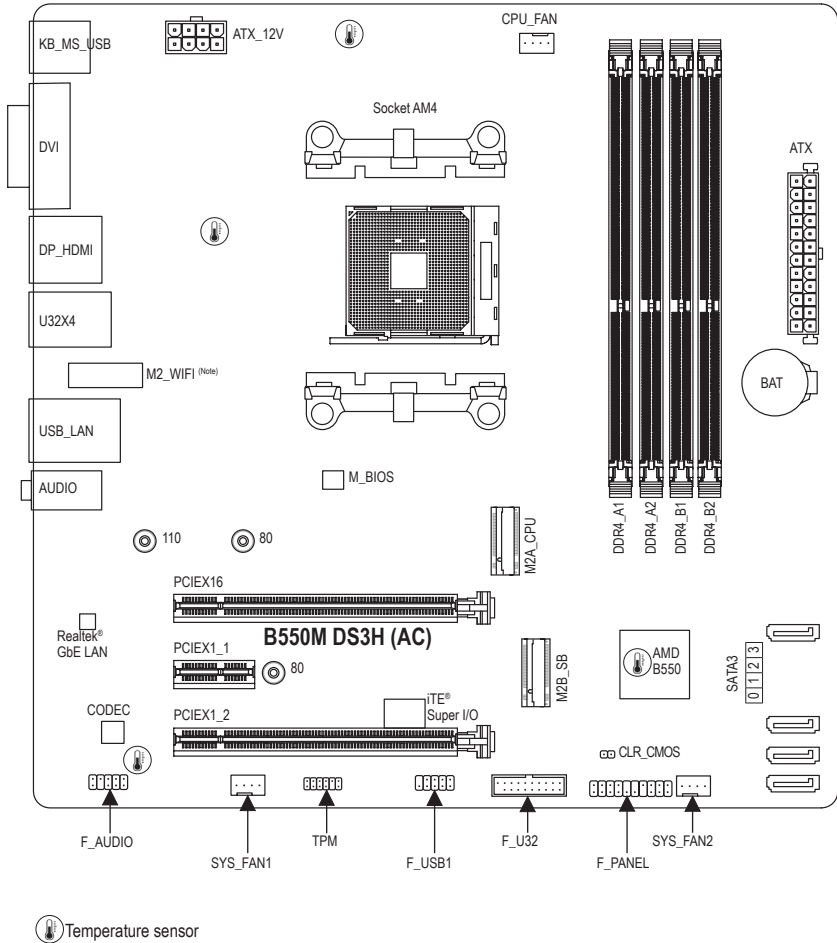 KB_MS_USB
ATX_12V
CPU_FAN
Socket AM4
DVI
ATX
DP_HDMI
U32X4
M2_WIFI (Note)
BAT
USB_LAN
AUDIO
M_BIOS
110
80
M2A_CPU
DDR4_A1
DDR4_A2
DDR4_B1
DDR4_B2
PCIEX16
Realtek®
GbE LAN
B550M DS3H (AC)
PCIEX1_1
80
M2B_SB
AMD
B550
SATA3
0 1 2 3
CODEC
PCIEX1_2
iTE®
Super I/O
CLR_CMOS
F_AUDIO
SYS_FAN1
TPM
F_USB1
F_U32
F_PANEL
SYS_FAN2
Temperature sensor